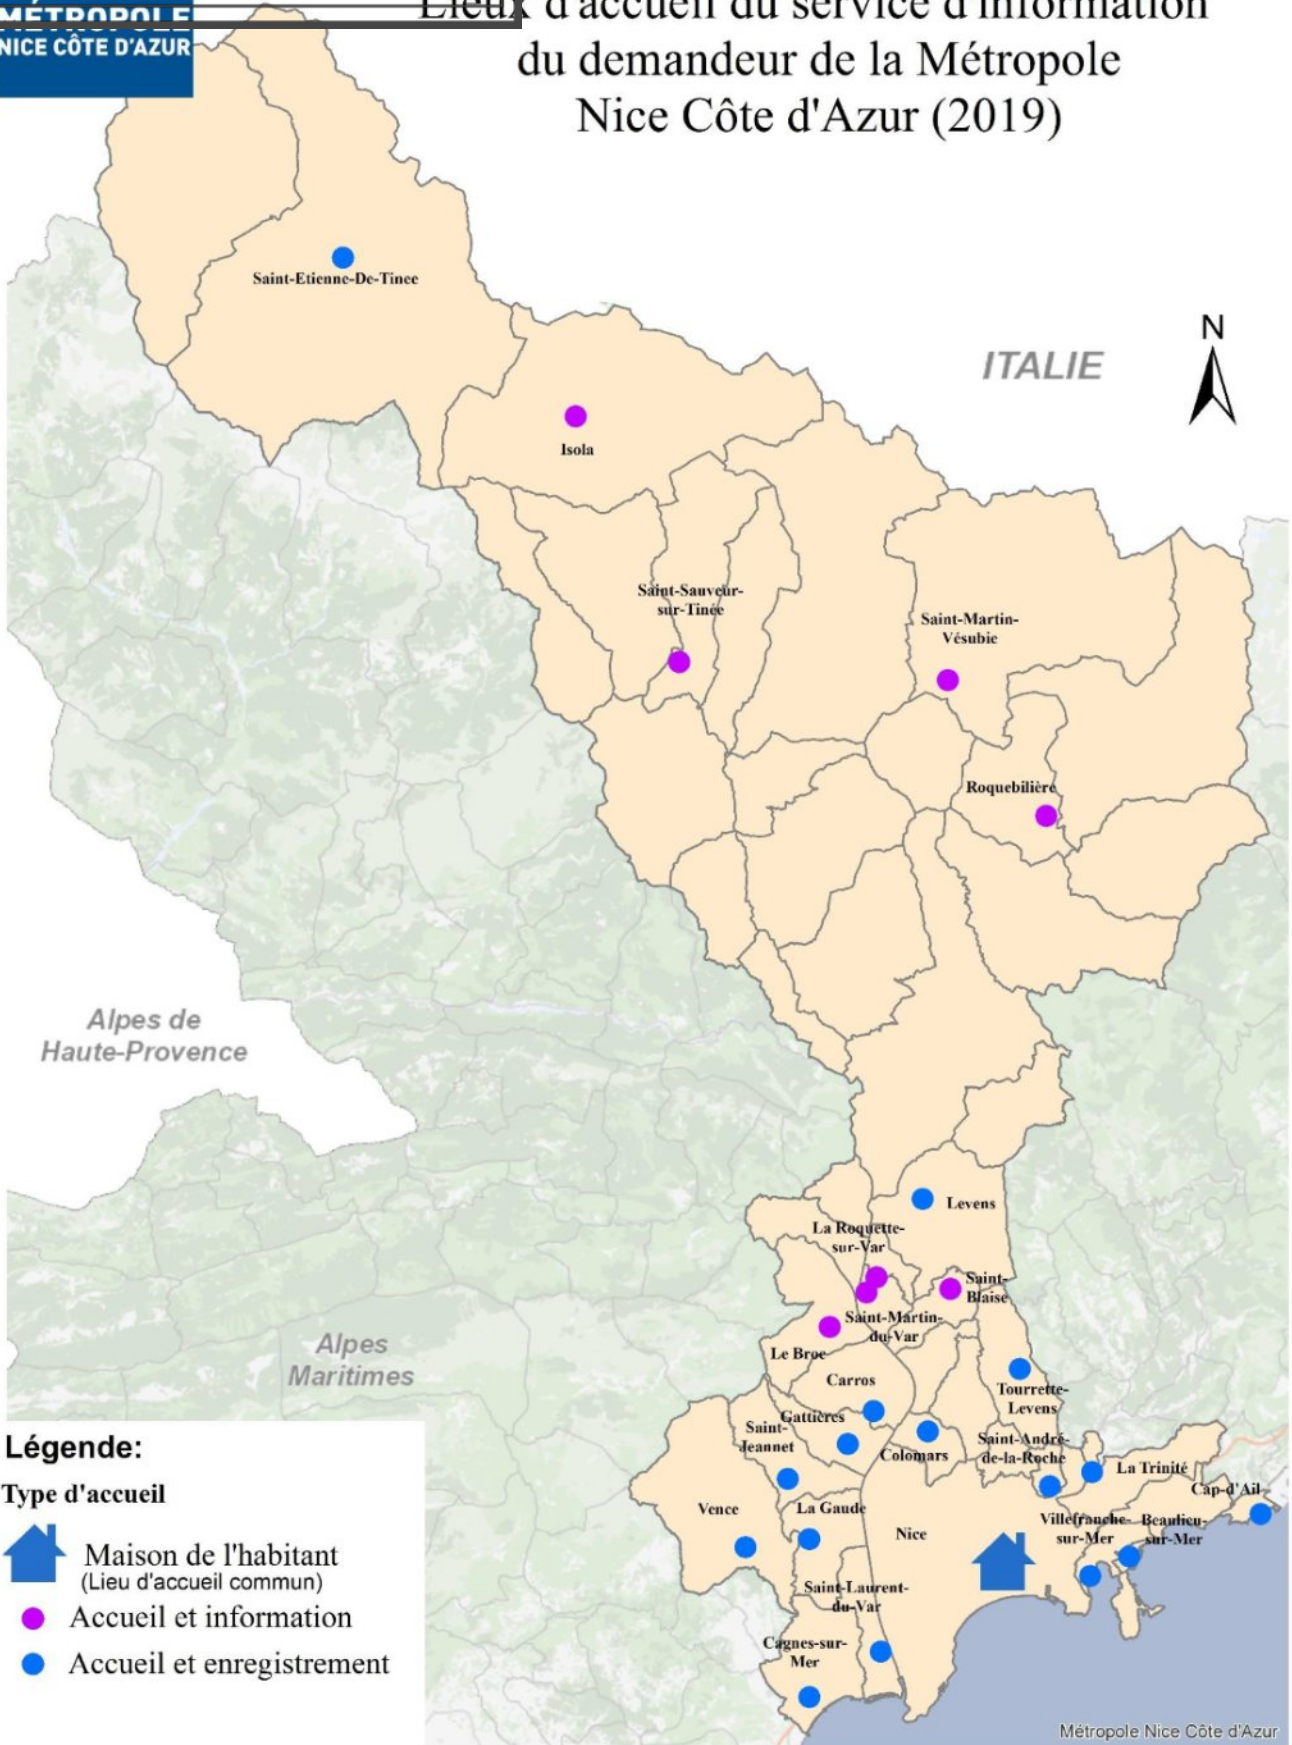 MÉTROPOLE
NICE CÔTE D'AZUR
Lieux d'accueil du service d'information
du demandeur de la Métropole
Nice Côte d'Azur (2019)
Saint-Etienne-De-Tinee
N
ITALIE
Isola
Saint-Sauveur-
sur-Tinée
Saint-Martin-
Vésubie
Roquebilière
Alpes de
Haute-Provence
Levens
La Roquette-
sur-Var
Saint-
Blaise
Saint-Martin-
du-Var
Le Broc
Alpes
Maritimes
Carros
Tourrette-
Levens
Gattières
Saint-
Jeannet
Colomars
Saint-André-
de-la-Roche
La Trinité
Cap-d'Ail
Vence
La Gaude
Nice
Villefranche-
sur-Mer
Beaulieu-
sur-Mer
Saint-Laurent-
du-Var
Cagnes-sur-
Mer
Légende:
Type d'accueil
Maison de l'habitant
(Lieu d'accueil commun)
Accueil et information
Accueil et enregistrement
Métropole Nice Côte d'Azur